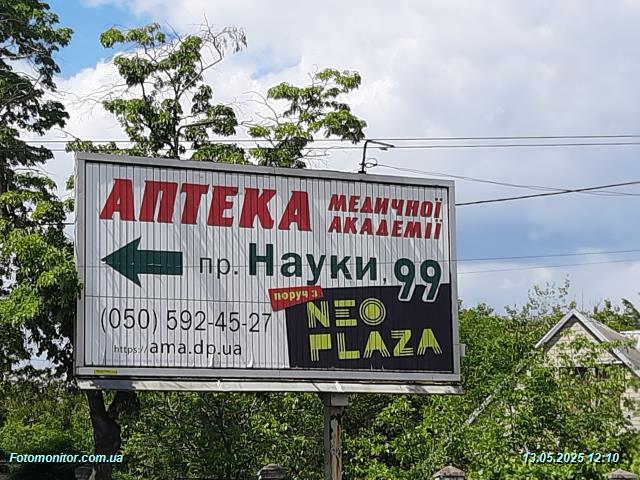 АПТЕКА МЕДИЧНОЇ
АКАДЕМІЇ
пр. Науки, 99
поруч з
NEO
PLAZA
(050) 592-45-27
https://ama.dp.ua
Fotomonitor.com.ua
13.05.2025 12:10